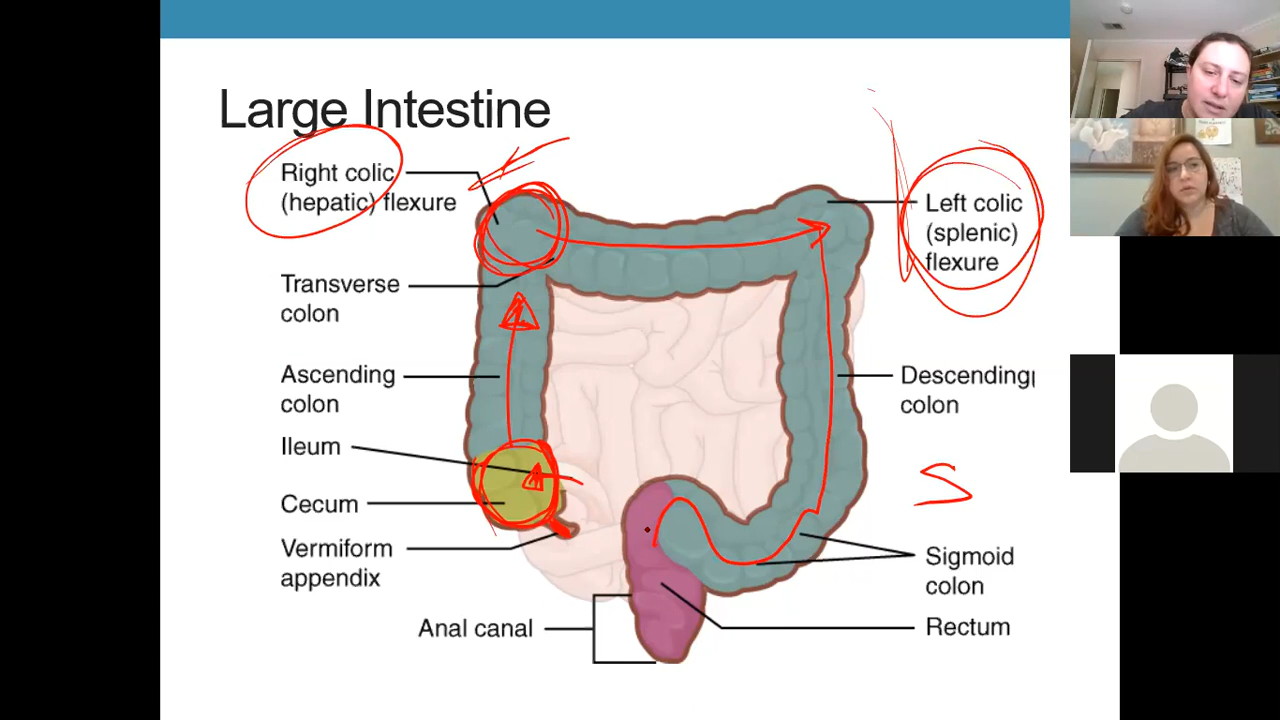 Large Intestine
Right colic
(hepatic) flexure
Transverse
colon
Ascending
colon
Ileum
Cecum
Vermiform
appendix
Anal canal
Left colic
(splenic)
flexure
Descending
colon
S
Sigmoid
colon
Rectum